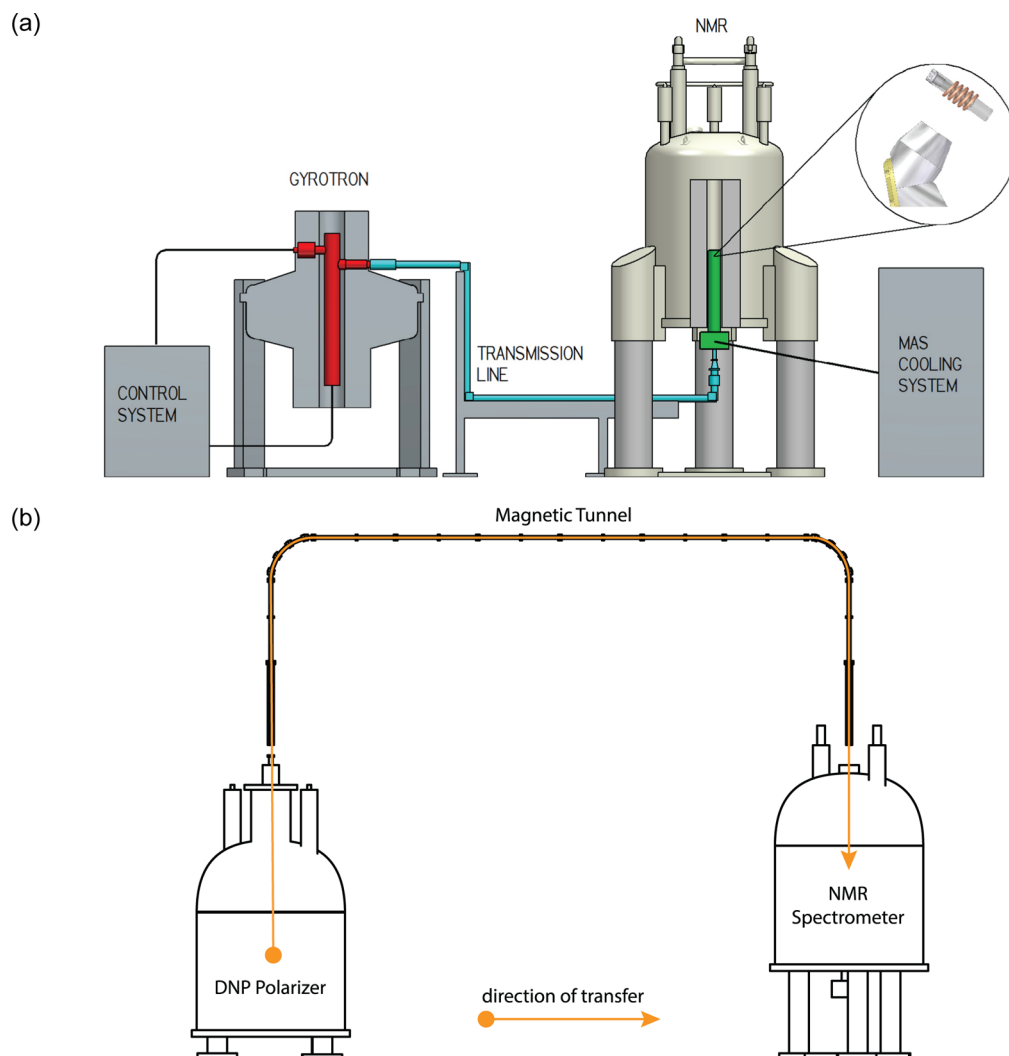 (a)
NMR
GYROTRON
TRANSMISSION
LINE
CONTROL
SYSTEM
MAS
COOLING
SYSTEM
(b)
Magnetic Tunnel
NMR
Spectrometer
DNP Polarizer
direction of transfer